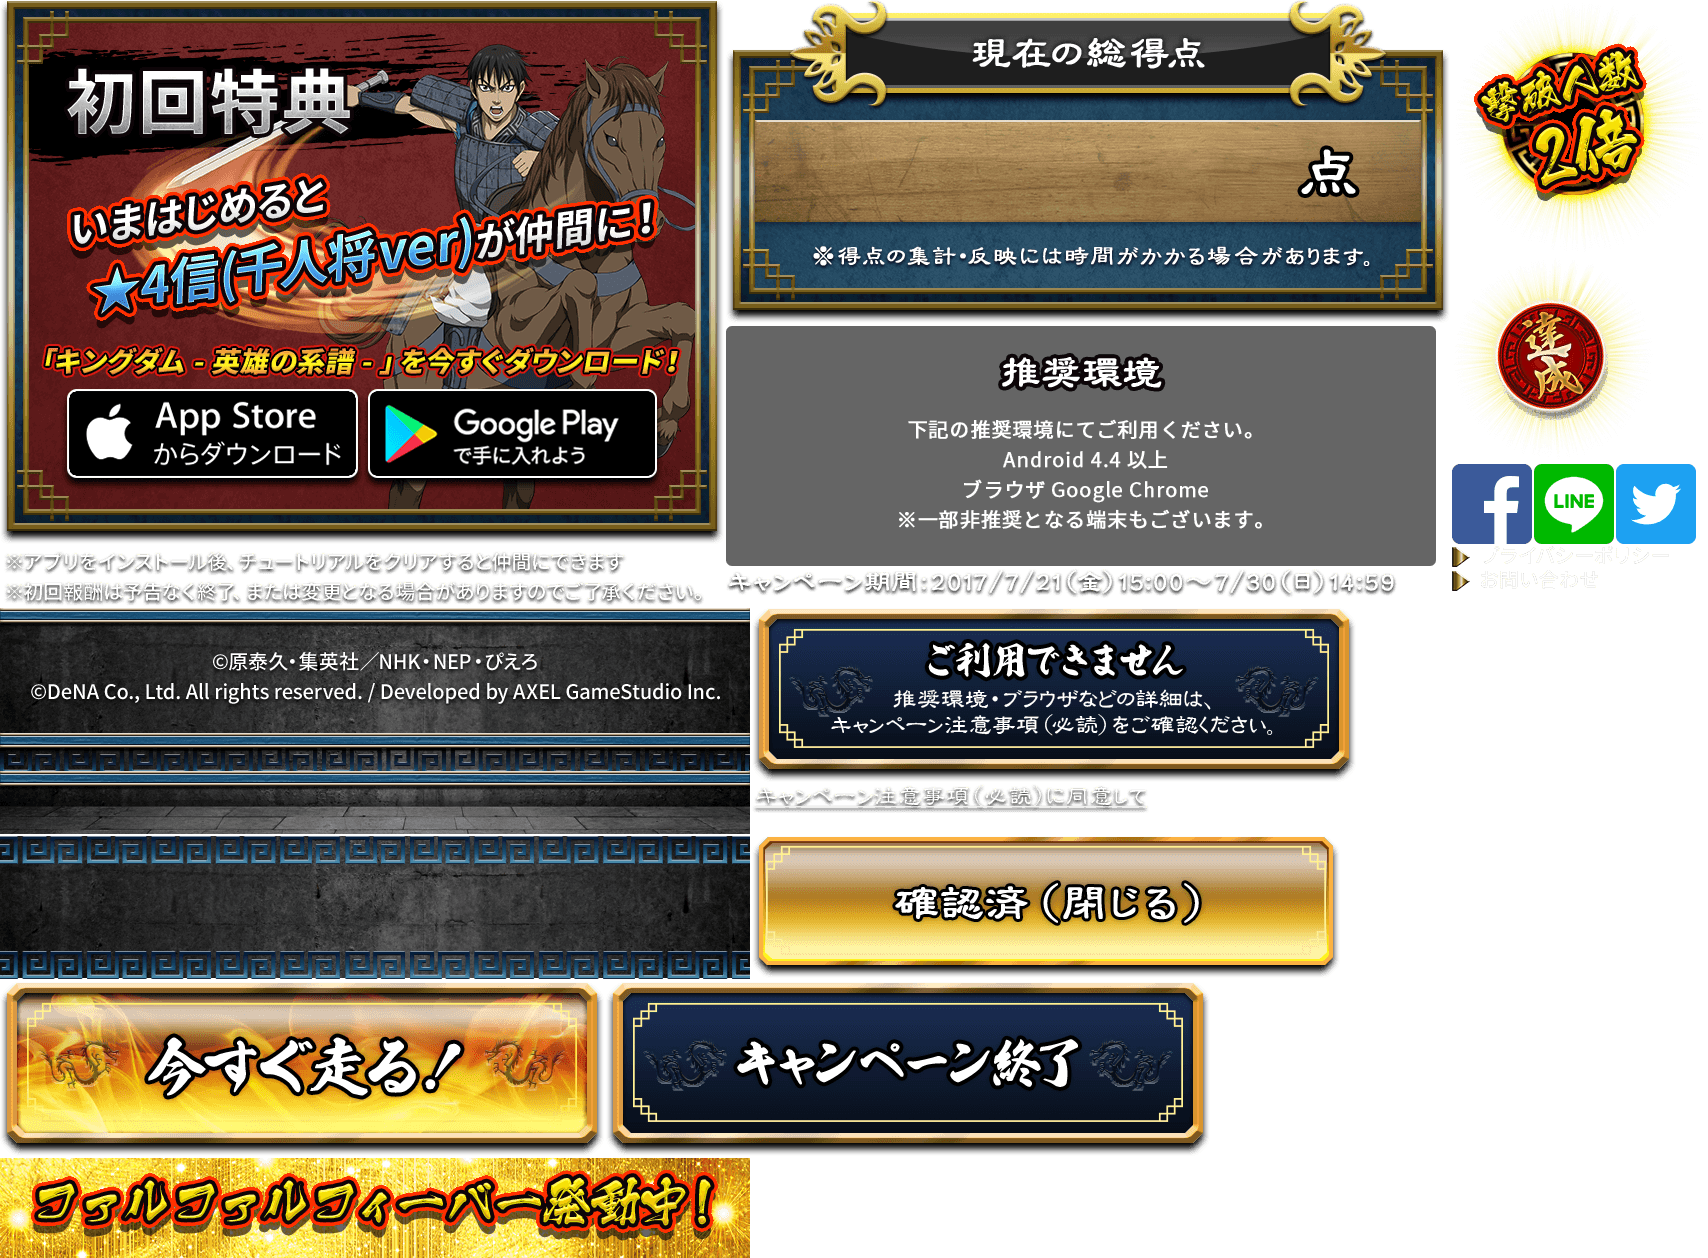 初回特典
いまはじめると
★4信(千人将ver)が仲間に!
「キングダム - 英雄の系譜 - 」を今すぐダウンロード!
App Store
からダウンロード
Google Play
で手に入れよう
※アプリをインストール後、チュートリアルをクリアすると仲間にできます
※初回報酬は予告なく終了、または変更となる場合がありますのでご了承ください。
現在の総得点
点
※得点の集計・反映には時間がかかる場合があります。
推奨環境
下記の推奨環境にてご利用ください。
Android 4.4 以上
ブラウザ Google Chrome
※一部非推奨となる端末もございます。
キャンペーン期間:2017/7/21(金)15:00〜7/30(日)14:59
撃破人数
2倍
達成
LINE
プライバシーポリシー
お問い合わせ
©原泰久・集英社／NHK・NEP・ぴえろ
©DeNA Co., Ltd. All rights reserved. / Developed by AXEL GameStudio Inc.
ご利用できません
推奨環境・ブラウザなどの詳細は、
キャンペーン注意事項(必読)をご確認ください。
キャンペーン注意事項(必読)に同意して
確認済(閉じる)
今すぐ走る!
キャンペーン終了
ファルファルフィーバー発動中!